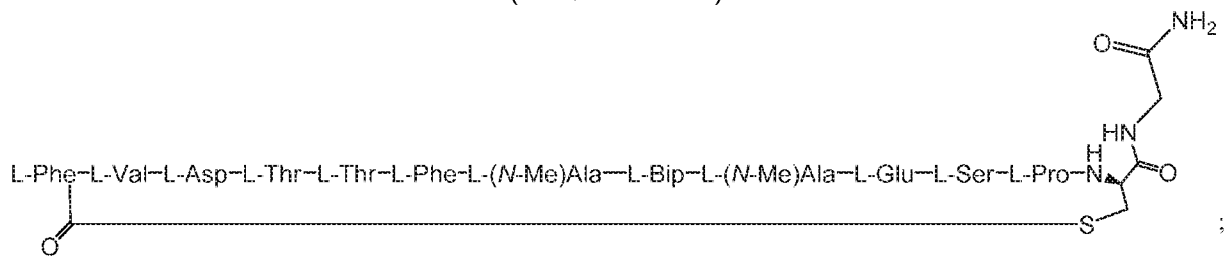 NH2
O
HN
H
L-Phe-L-Val-L-Asp-L-Thr-L-Thr-L-Phe-L-(N-Me)Ala-L-Bip-L-(N-Me)Ala-L-Glu-L-Ser-L-Pro-N
O
S
;
O